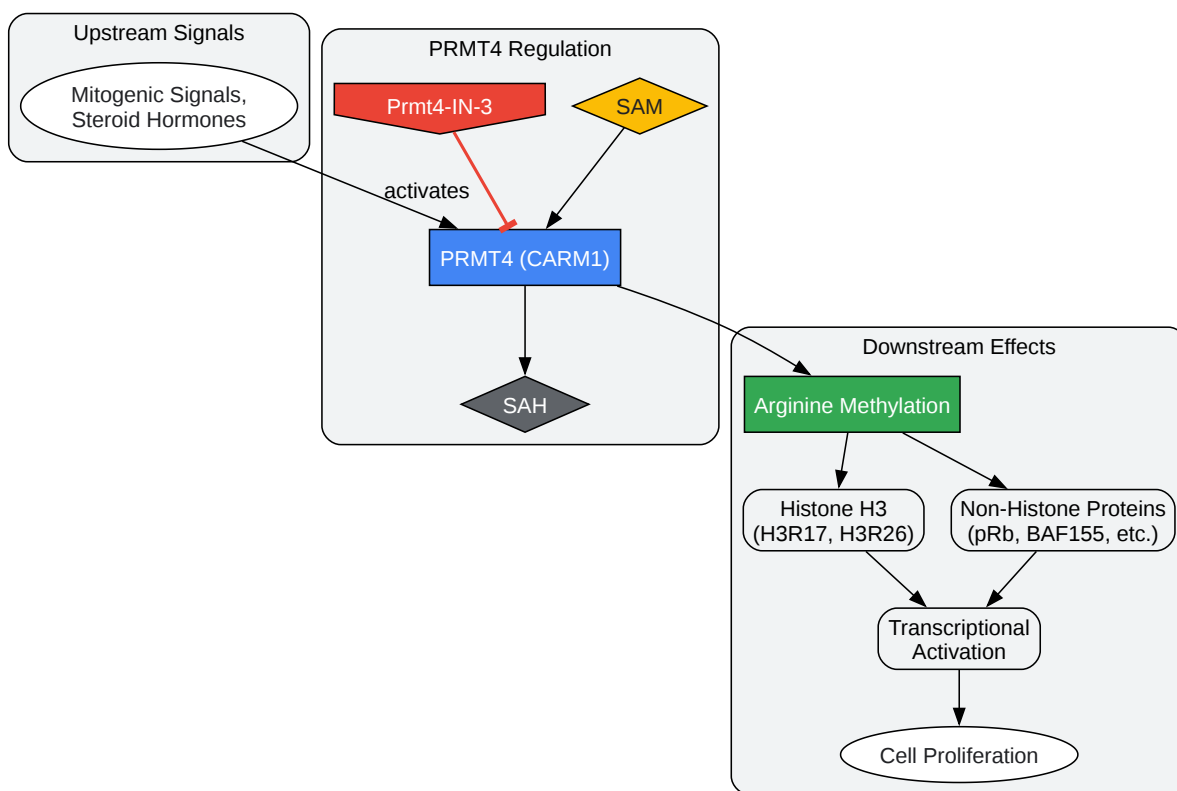 Upstream Signals
Mitogenic Signals,
Steroid Hormones
PRMT4 Regulation
Prmt4-IN-3
SAM
activates
PRMT4 (CARM1)
SAH
Downstream Effects
Arginine Methylation
Histone H3
(H3R17, H3R26)
Non-Histone Proteins
(pRb, BAF155, etc.)
Transcriptional
Activation
Cell Proliferation